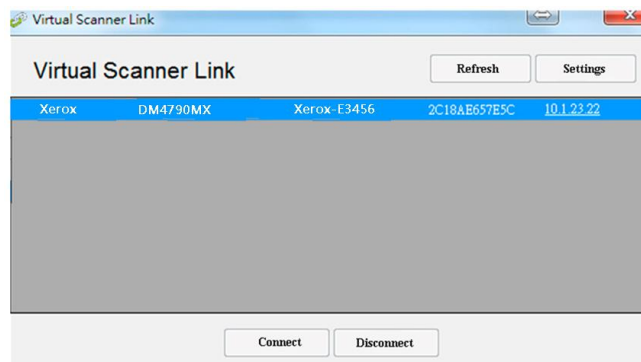 Virtual Scanner Link
Virtual Scanner Link Refresh Settings
Xerox DM4790MX Xerox-E3456 2C18AE657E5C 10.1.23.22
Connect Disconnect